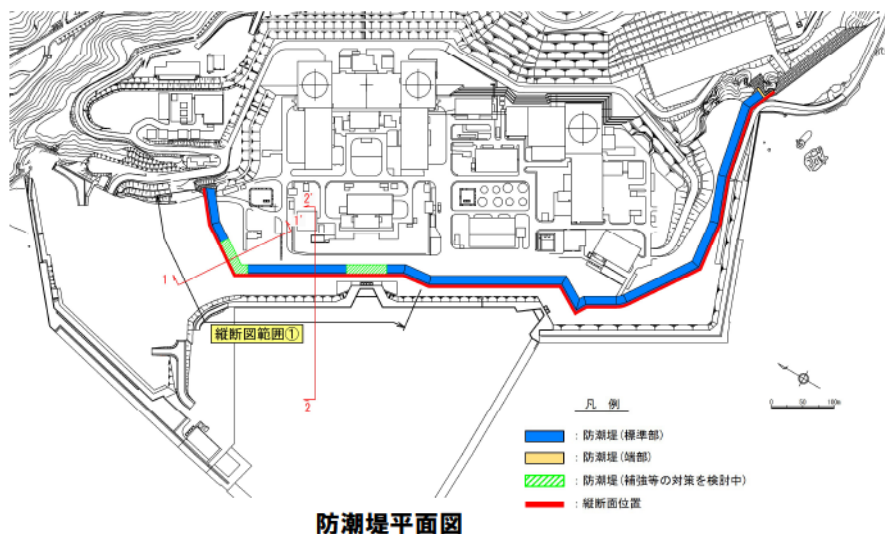 2'
1'
1
縦断図範囲①
2
凡 例
0 50 100m
：防潮堤(標準部)
：防潮堤(端部)
：防潮堤(補強等の対策を検討中)
：縦断面位置
防潮堤平面図